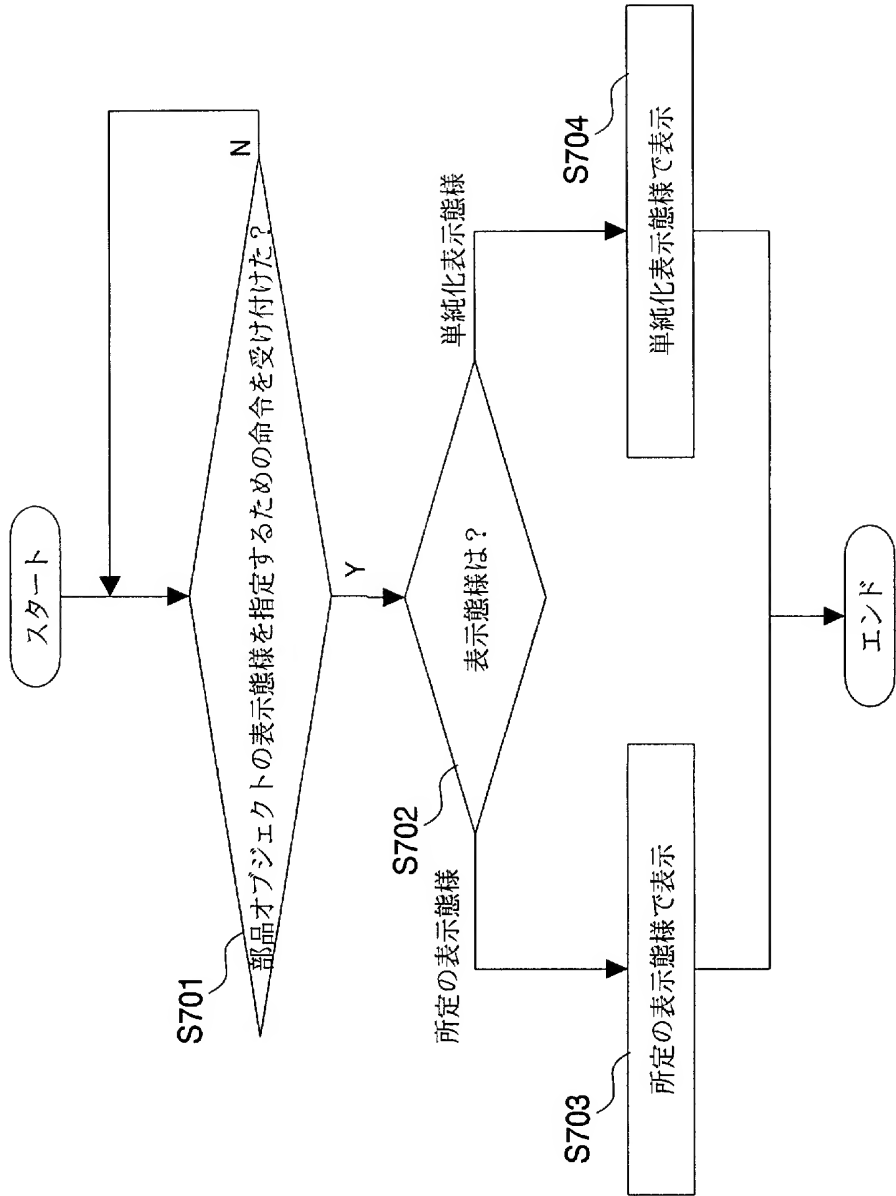 スタート
S701
部品オブジェクトの表示態様を指定するための命令を受け付けた？
N
Y
S702
表示態様は？
所定の表示態様
単純化表示態様
S703
所定の表示態様で表示
S704
単純化表示態様で表示
エンド